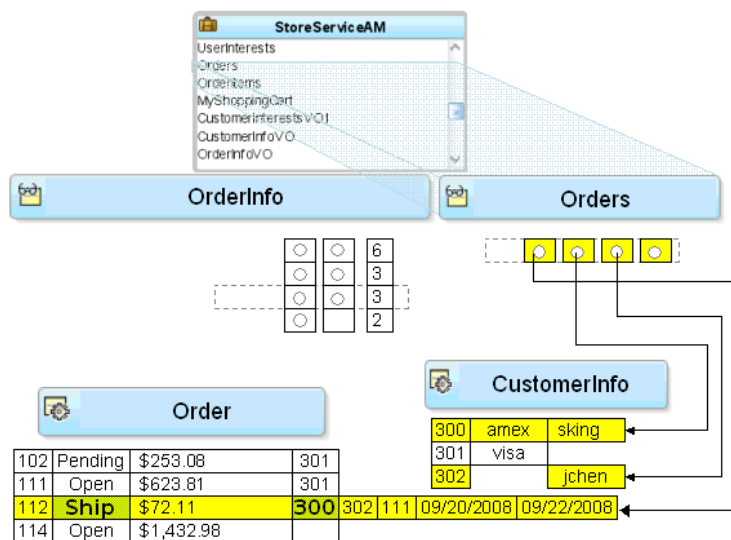 StoreServiceAM
UserInterests
Orders
OrderItems
MyShoppingCart
CustomerInterestsVO1
CustomerInfoVO
OrderInfoVO
OrderInfo
Orders
6
3
3
2
CustomerInfo
Order
300 amex sking
301 visa
302 jchen
102 Pending $253.08 301
111 Open $623.81 301
112 Ship $72.11 300 302 111 09/20/2008 09/22/2008
114 Open $1,432.98